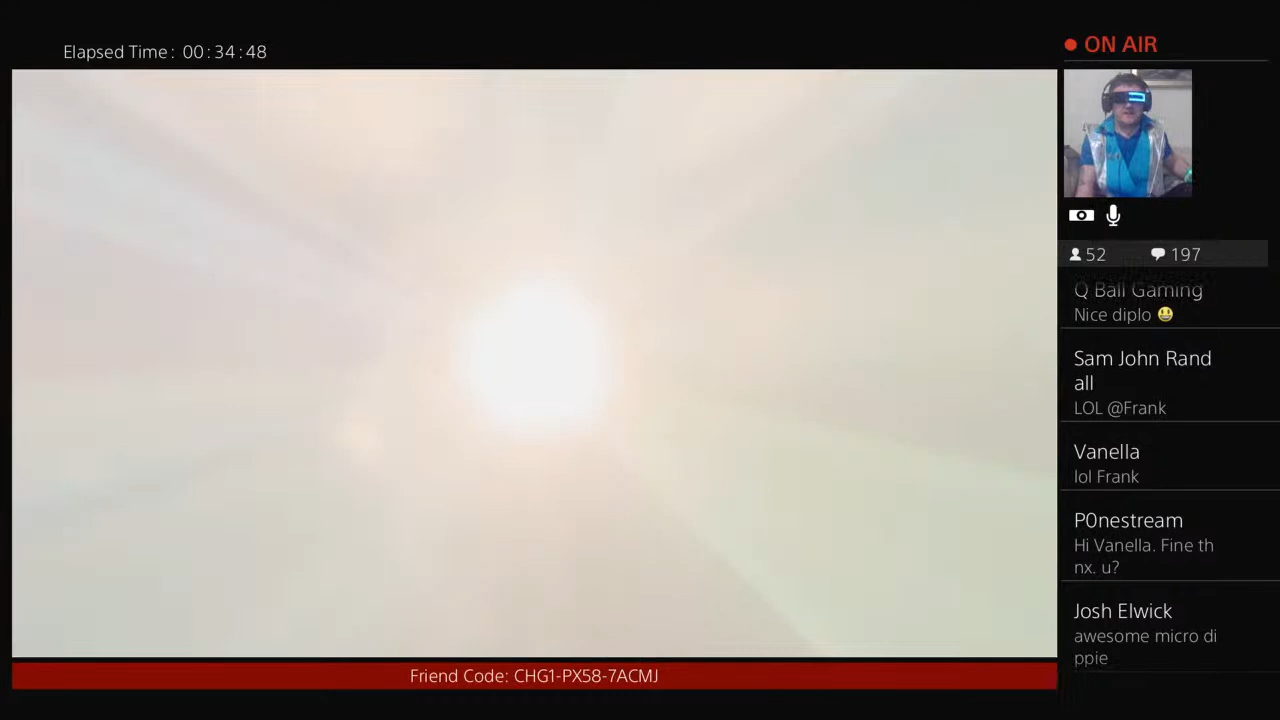 Elapsed Time: 00:34:48
ON AIR
52 197
Q Ball Gaming
Nice diplo
Sam John Rand
all
LOL @Frank
Vanella
lol Frank
P0nestream
Hi Vanella. Fine th
nx. u?
Josh Elwick
awesome micro di
ppie
Friend Code: CHG1-PX58-7ACMJ